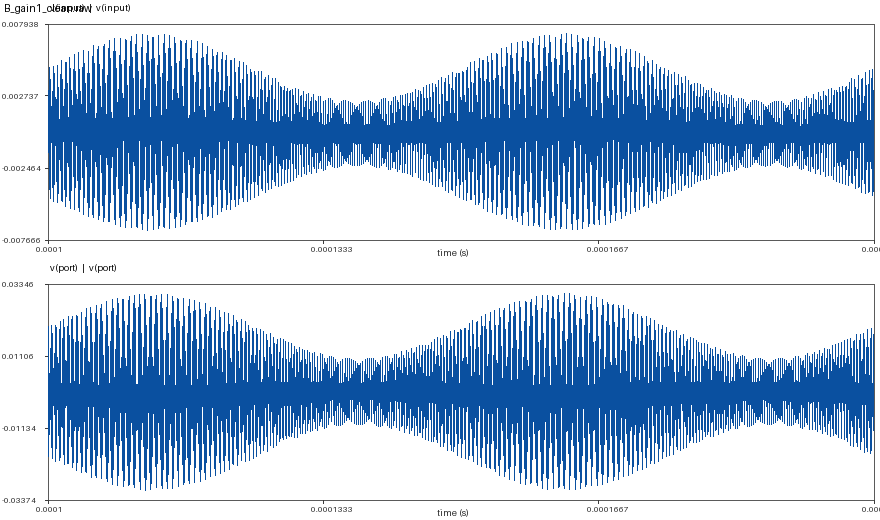 v(input) | v(input)
0.007938
0.002737
-0.002464
-0.007666
0.0001 0.0001333 0.0001667
time (s)
v(port) | v(port)
0.03346
0.01106
-0.01134
-0.03374
0.0001 0.0001333 0.0001667
time (s)